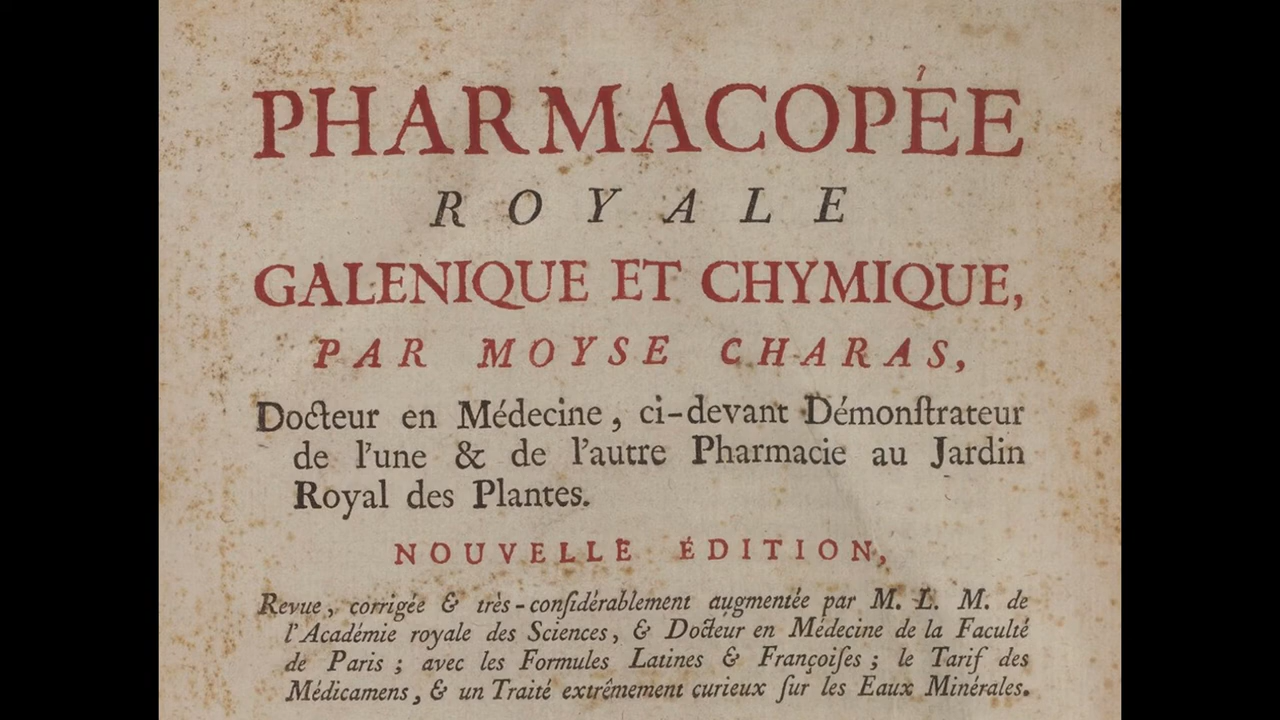 PHARMACOPÉE
ROYALE
GALENIQUE ET CHYMIQUE,
PAR MOYSE CHARAS,
Docteur en Médecine, ci-devant Démonſtrateur
de l'une & de l'autre Pharmacie au Jardin
Royal des Plantes.
NOUVELLE ÉDITION,
Revue, corrigée & très-conſidérablement augmentée par M. L. M. de
l'Académie royale des Sciences, & Docteur en Médecine de la Faculté
de Paris ; avec les Formules Latines & Françoiſes ; le Tarif des
Médicamens, & un Traité extrêmement curieux ſur les Eaux Minérales.